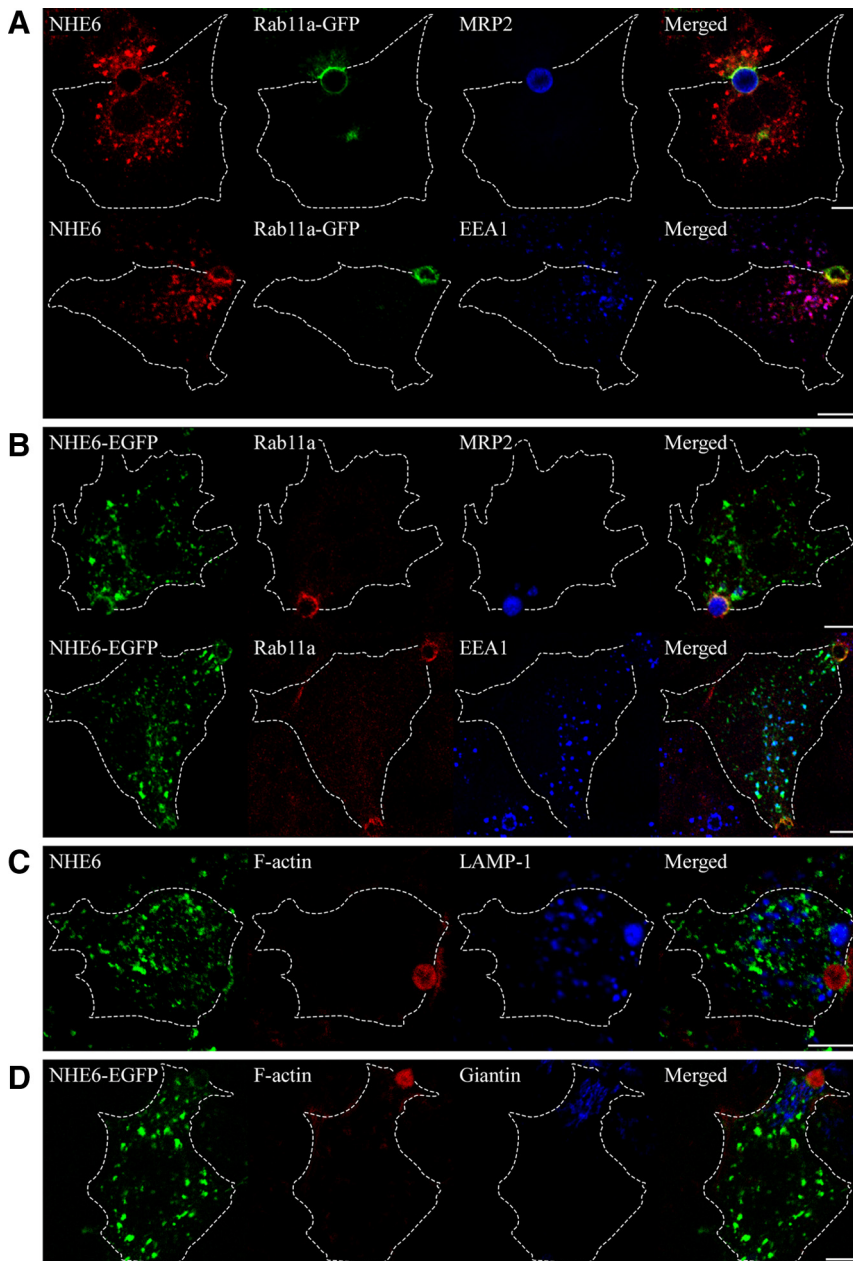 A
NHE6 Rab11a-GFP MRP2 Merged
NHE6 Rab11a-GFP EEA1 Merged
B
NHE6-EGFP Rab11a MRP2 Merged
NHE6-EGFP Rab11a EEA1 Merged
C
NHE6 F-actin LAMP-1 Merged
D
NHE6-EGFP F-actin Giantin Merged